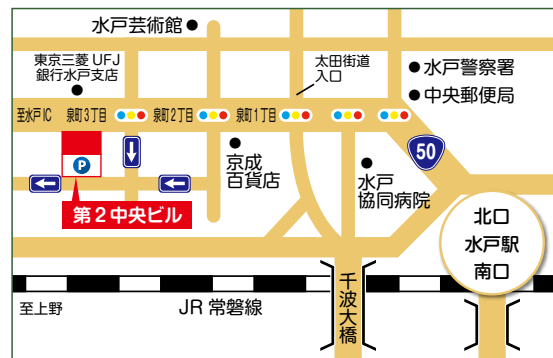 水戸芸術館
東京三菱 UFJ
銀行水戸支店
太田街道
入口
水戸警察署
中央郵便局
至水戸IC
泉町3丁目
泉町2丁目
泉町1丁目
50
京成
百貨店
水戸
協同病院
P
第2中央ビル
北口
水戸駅
南口
千波大橋
至上野
JR 常磐線